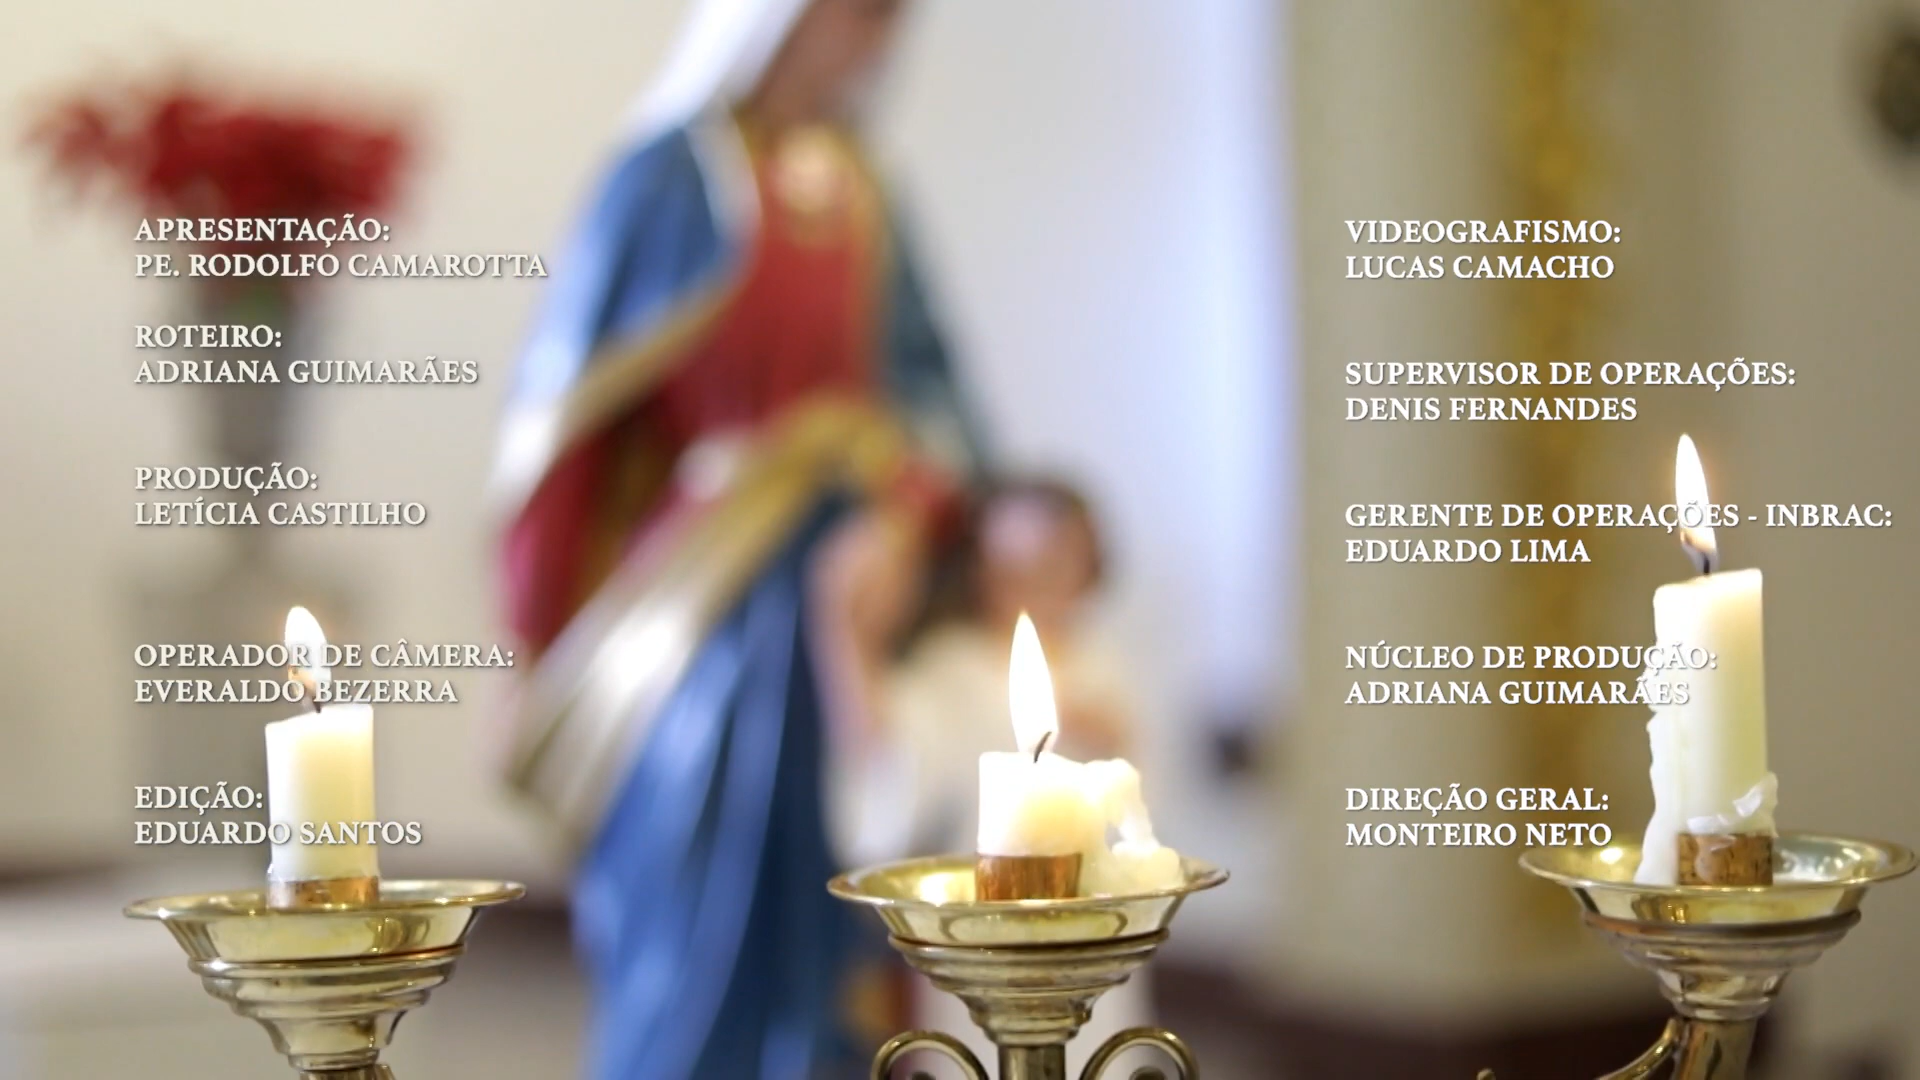 APRESENTAÇÃO:
PE. RODOLFO CAMAROTTA
ROTEIRO:
ADRIANA GUIMARÃES
PRODUÇÃO:
LETÍCIA CASTILHO
OPERADOR DE CÂMERA:
EVERALDO BEZERRA
EDIÇÃO:
EDUARDO SANTOS
VIDEOGRAFISMO:
LUCAS CAMACHO
SUPERVISOR DE OPERAÇÕES:
DENIS FERNANDES
GERENTE DE OPERAÇÕES - INBRAC:
EDUARDO LIMA
NÚCLEO DE PRODUÇÃO:
ADRIANA GUIMARÃES
DIREÇÃO GERAL:
MONTEIRO NETO